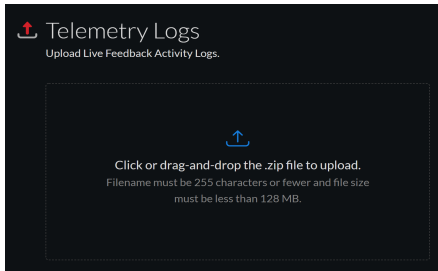 Telemetry Logs
Upload Live Feedback Activity Logs.
Click or drag-and-drop the .zip file to upload.
Filename must be 255 characters or fewer and file size
must be less than 128 MB.